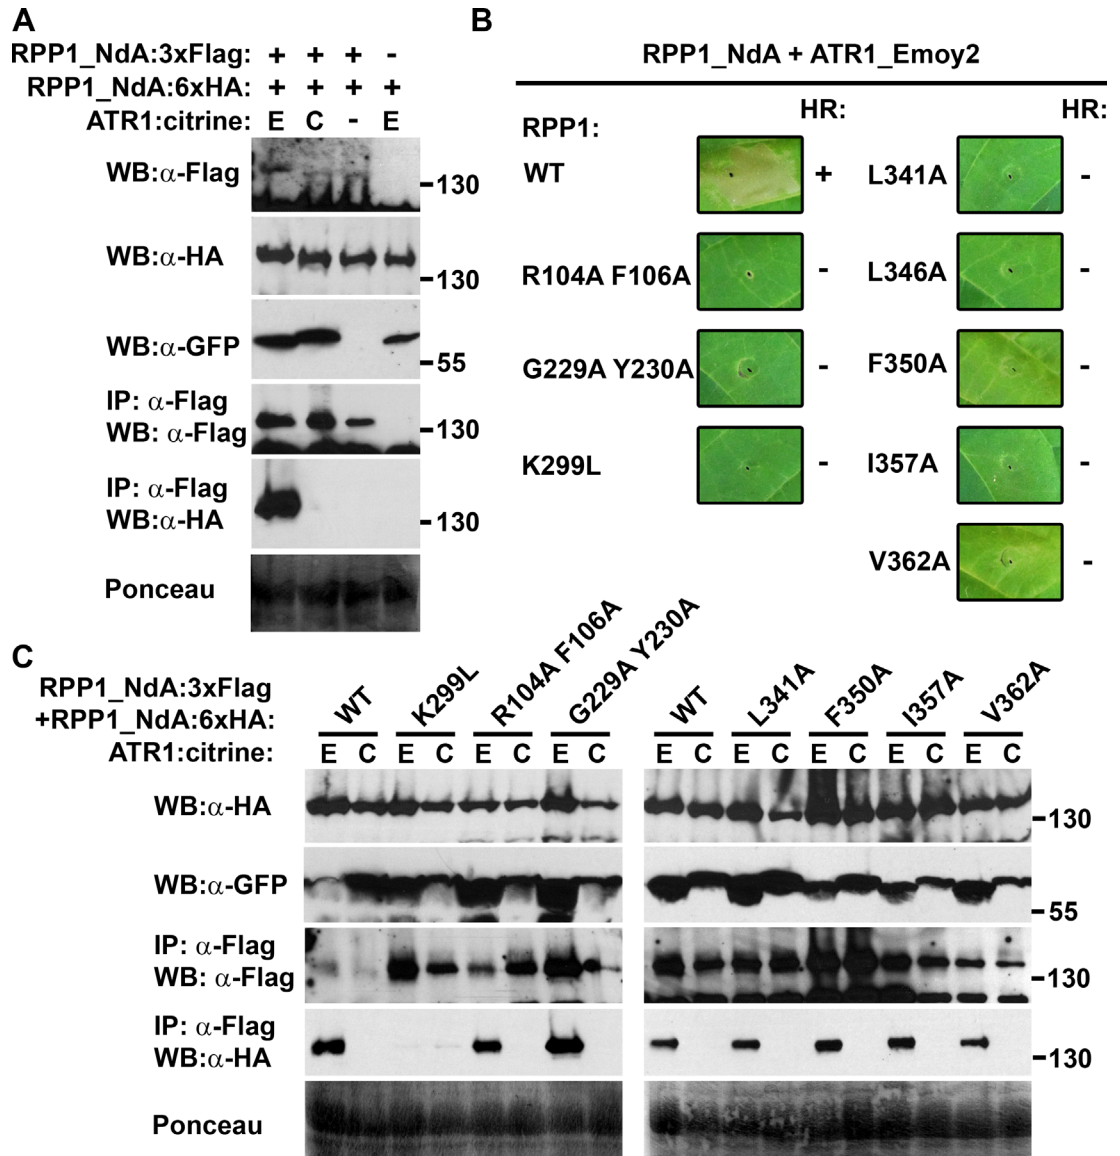 A
RPP1_NdA:3xFlag: + + + -
RPP1_NdA:6xHA: + + + +
ATR1:citrine: E C - E
WB:α-Flag
130
WB:α-HA
130
WB:α-GFP
55
IP: α-Flag
WB: α-Flag
130
IP: α-Flag
WB:α-HA
130
Ponceau
B
RPP1_NdA + ATR1_Emoy2
HR: HR:
RPP1:
WT + L341A -
R104A F106A - L346A -
G229A Y230A - F350A -
K299L - I357A -
V362A -
C
RPP1_NdA:3xFlag
+RPP1_NdA:6xHA:
WT K299L R104A F106A G229A Y230A WT L341A F350A I357A V362A
ATR1:citrine: E C E C E C E C E C E C E C E C E C
WB:α-HA
130
WB:α-GFP
55
IP: α-Flag
WB: α-Flag
130
IP: α-Flag
WB:α-HA
130
Ponceau